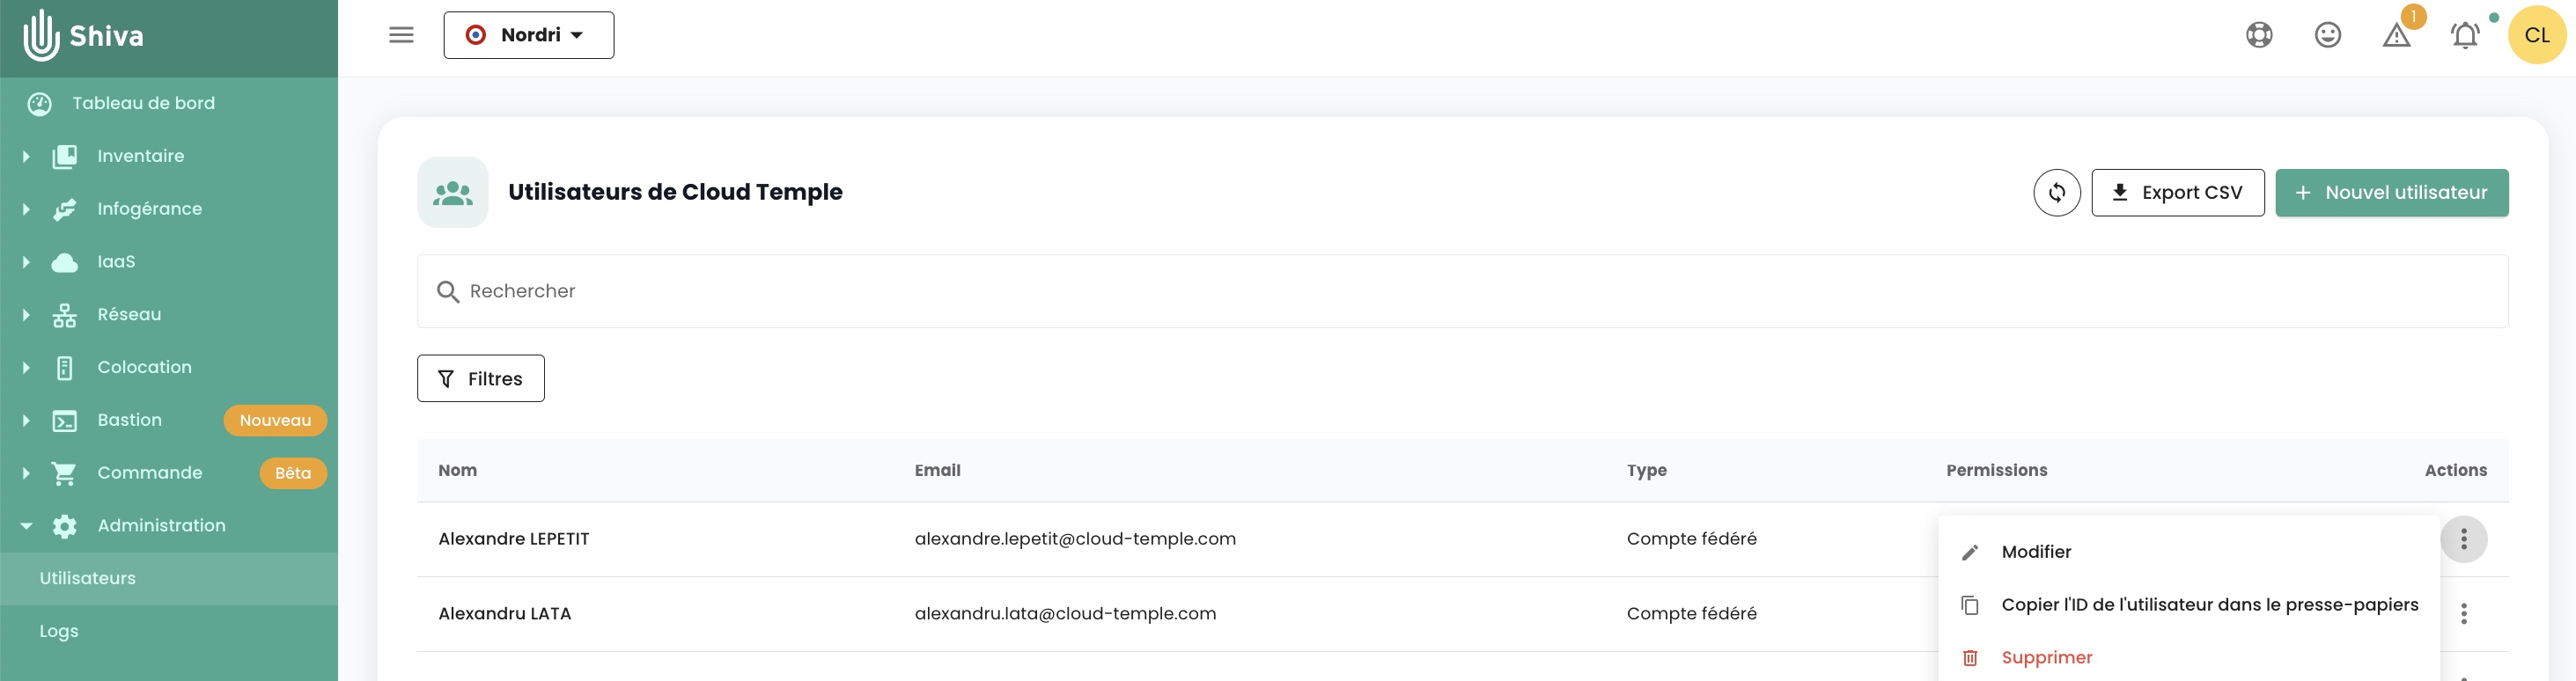 Shiva
Nordri
1
CL
Tableau de bord
Inventaire
Infogérance
IaaS
Réseau
Colocation
Bastion Nouveau
Commande Bêta
Administration
Utilisateurs
Logs
Utilisateurs de Cloud Temple
Export CSV
+ Nouvel utilisateur
Rechercher
Filtres
Nom Email Type Permissions Actions
Alexandre LEPETIT alexandre.lepetit@cloud-temple.com Compte fédéré
Alexandru LATA alexandru.lata@cloud-temple.com Compte fédéré
Modifier
Copier l'ID de l'utilisateur dans le presse-papiers
Supprimer